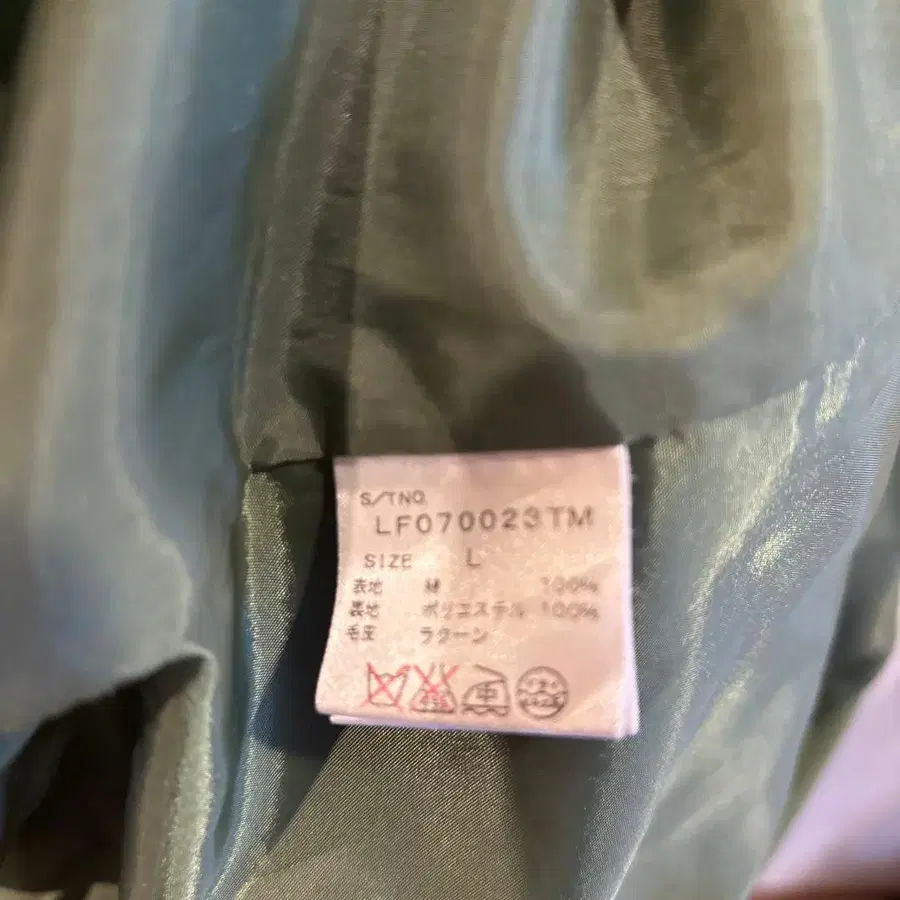 S/TNO.
LF070023TM
SIZE L
表地 綿 100%
裏地 ポリエステル 100%
毛皮 ラクーン
中